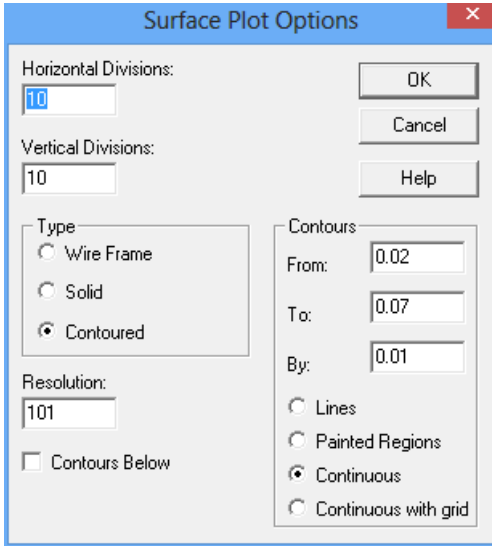 Surface Plot Options
Horizontal Divisions:
10
Vertical Divisions:
10
OK
Cancel
Help
Type
Wire Frame
Solid
Contoured
Resolution:
101
Contours Below
Contours
From:
0.02
To:
0.07
By:
0.01
Lines
Painted Regions
Continuous
Continuous with grid